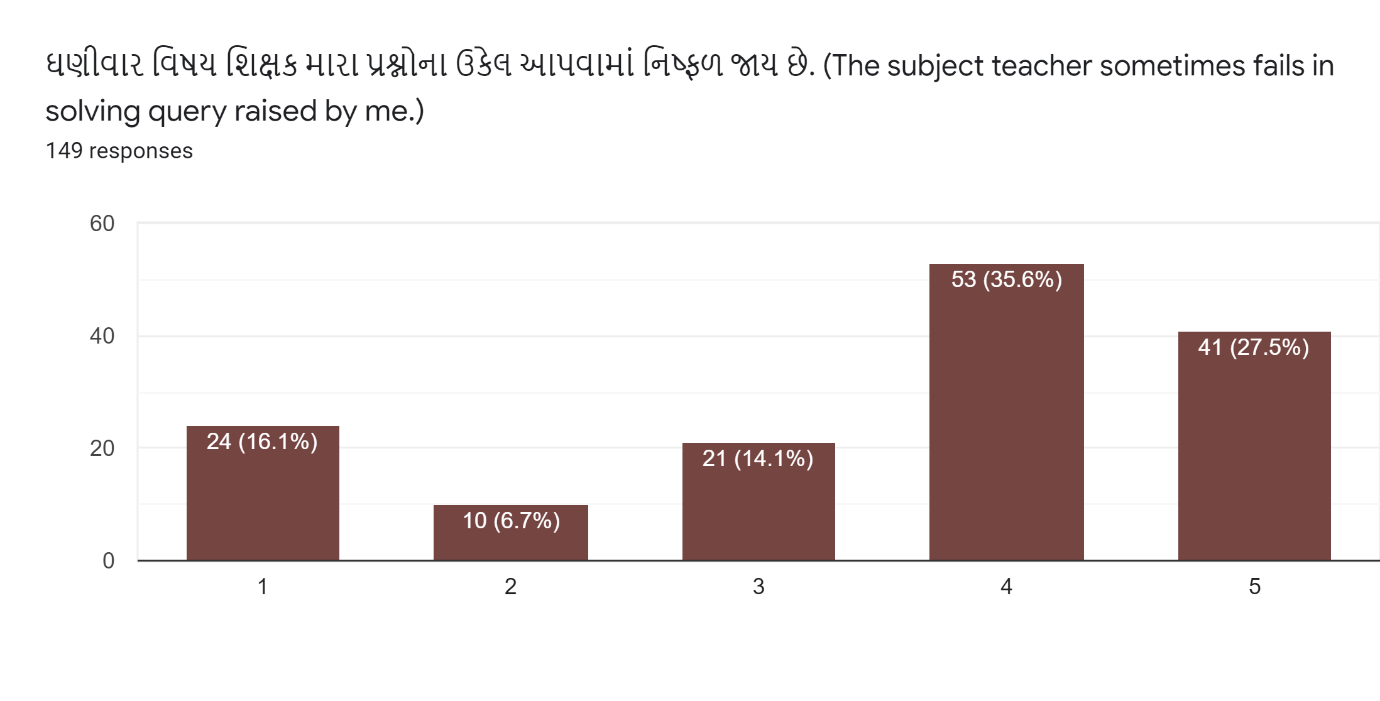 ઘણીવાર વિષય શિક્ષક મારા પ્રશ્નોના ઉકેલ આપવામાં નિષ્ફળ જાય છે. (The subject teacher sometimes fails in
solving query raised by me.)
149 responses
60
40
20
0
24 (16.1%)
10 (6.7%)
21 (14.1%)
53 (35.6%)
41 (27.5%)
1 2 3 4 5